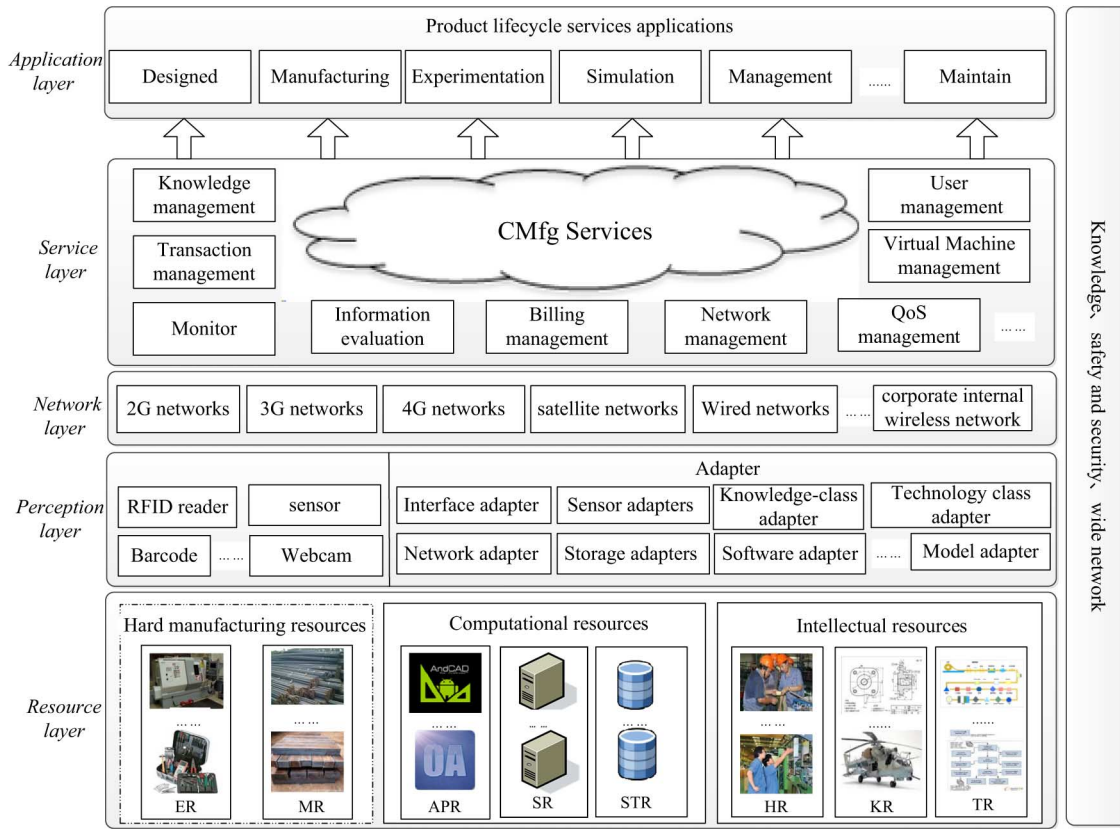 Product lifecycle services applications
Application
layer
Designed
Manufacturing
Experimentation
Simulation
Management
......
Maintain
Service
layer
Knowledge
management
Transaction
management
Monitor
CMfg Services
User
management
Virtual Machine
management
Information
evaluation
Billing
management
Network
management
QoS
management
... ...
Network
layer
2G networks
3G networks
4G networks
satellite networks
Wired networks
... ...
corporate internal
wireless network
Perception
layer
RFID reader
sensor
Barcode
... ...
Webcam
Adapter
Interface adapter
Sensor adapters
Knowledge-class
adapter
Technology class
adapter
Network adapter
Storage adapters
Software adapter
... ...
Model adapter
Resource
layer
Hard manufacturing resources
... ...
ER
... ...
MR
Computational resources
AndCAD
... ...
OA
APR
... ...
SR
... ...
STR
Intellectual resources
... ...
HR
......
KR
......
TR
Knowledge、safety and security、wide network